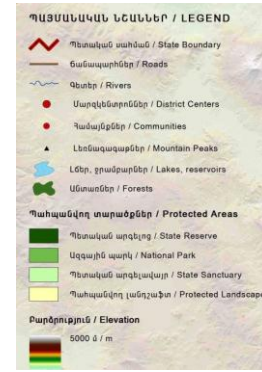 ՊԱՅՄԱՆԱԿԱՆ ՆՇԱՆՆԵՐ / LEGEND
Պետական սահման / State Boundary
Ճանապարհներ / Roads
Գետեր / Rivers
Մարզկենտրոններ / District Centers
Համայնքներ / Communities
Լեռնագագաթներ / Mountain Peaks
Լճեր, ջրամբարներ / Lakes, reservoirs
Անտառներ / Forests
Պահպանվող տարածքներ / Protected Areas
Պետական արգելոց / State Reserve
Ազգային պարկ / National Park
Պետական արգելավայր / State Sanctuary
Պահպանվող լանդշաֆտ / Protected Landscape
Բարձրություն / Elevation
5000 մ / m